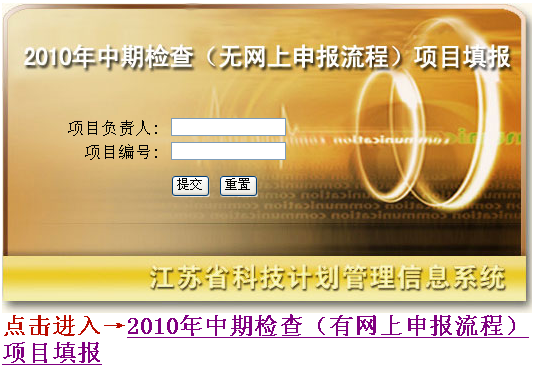 2010年中期检查（无网上申报流程）项目填报
项目负责人：
项目编号：
提交 重置
江苏省科技计划管理信息系统
点击进入→2010年中期检查（有网上申报流程）
项目填报